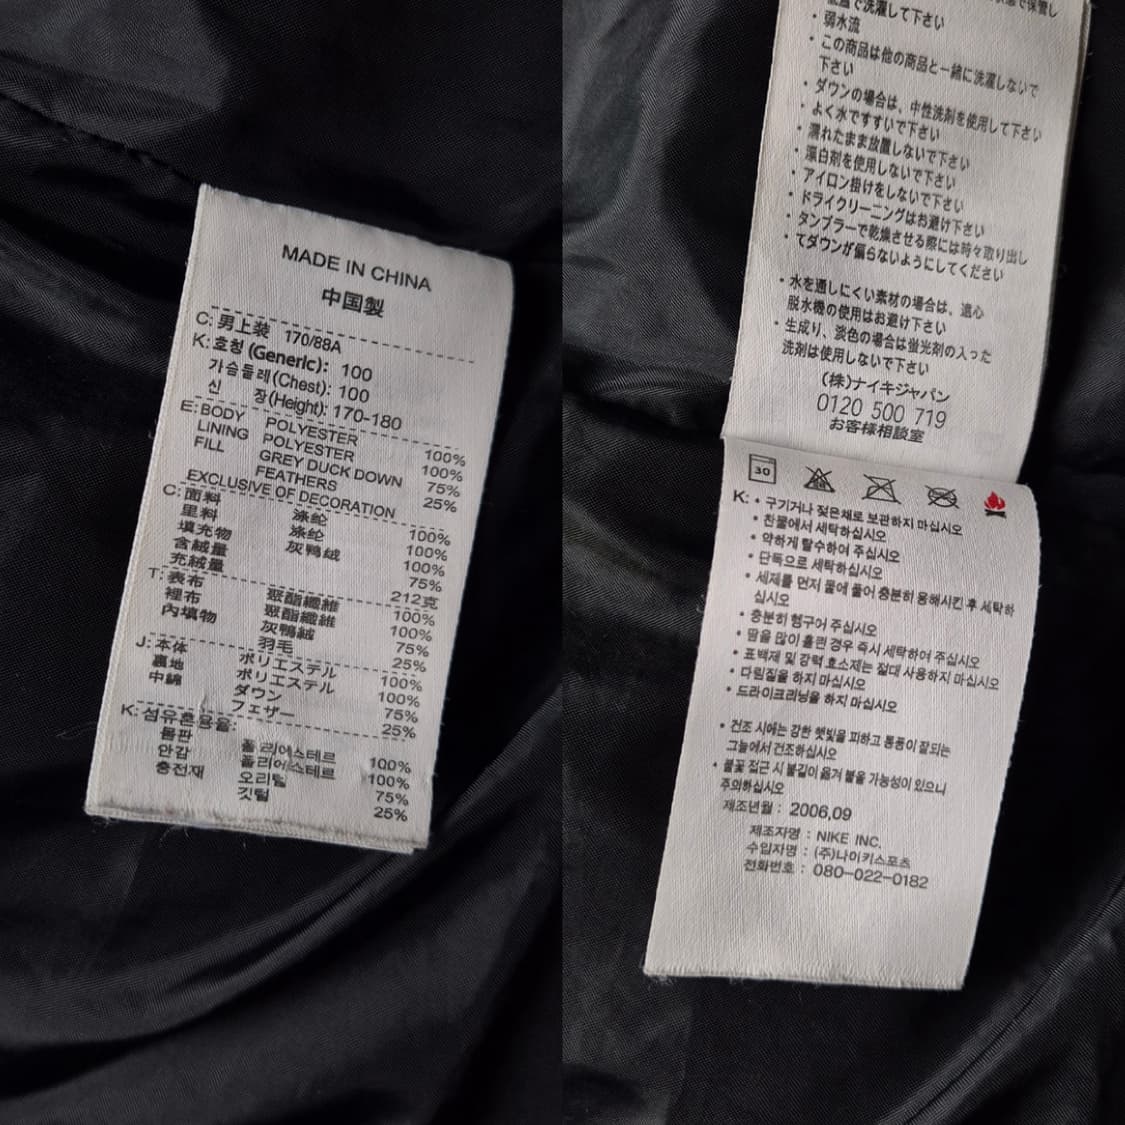 MADE IN CHINA
中国製
C: 男上装 170/88A
K: 호칭 (Generic): 100
가슴둘레(Chest): 100
신 장(Height): 170-180
E: BODY POLYESTER 100%
LINING POLYESTER 100%
FILL GREY DUCK DOWN 75%
FEATHERS 25%
EXCLUSIVE OF DECORATION
C: 面料 涤纶 100%
里料 涤纶 100%
填充物 灰鸭绒 100%
含绒量 75%
充绒量 212克
T: 表布 聚酯纖維 100%
裡布 聚酯纖維 100%
內填物 灰鴨絨 75%
羽毛 25%
J: 本体 ポリエステル 100%
裏地 ポリエステル 100%
中綿 ダウン 75%
フェザー 25%
K: 섬유혼용율:
몸판 폴리에스테르 100%
안감 폴리에스테르 100%
충전재 오리털 75%
깃털 25%
で保管し
低温で洗濯して下さい
・弱水流
・この商品は他の商品と一緒に洗濯しないで
下さい
・ダウンの場合は、中性洗剤を使用して下さい
・よく水ですすいで下さい
・濡れたまま放置しないで下さい
・漂白剤を使用しないで下さい
・アイロン掛けをしないで下さい
・ドライクリーニングはお避け下さい
・タンブラーで乾燥させる際には時々取り出し
てダウンが偏らないようにしてください
・水を通しにくい素材の場合は、遠心
脱水機の使用はお避け下さい
・生成り、淡色の場合は蛍光剤の入った
洗剤は使用しないで下さい
(株)ナイキジャパン
0120 500 719
お客様相談室
30
K: ・구기거나 젖은채로 보관하지 마십시오
・찬물에서 세탁하십시오
・약하게 탈수하여 주십시오
・단독으로 세탁하십시오
・세제를 먼저 물에 풀어 충분히 용해시킨 후 세탁하
십시오
・충분히 헹구어 주십시오
・땀을 많이 흘린 경우 즉시 세탁하여 주십시오
・표백제 및 강력 효소제는 절대 사용하지 마십시오
・다림질을 하지 마십시오
・드라이크리닝을 하지 마십시오
・건조 시에는 강한 햇빛을 피하고 통풍이 잘되는
그늘에서 건조하십시오
・불꽃 접근 시 불길이 옮겨 붙을 가능성이 있으니
주의하십시오
제조년월 : 2006,09
제조자명 : NIKE INC.
수입자명 : (주)나이키스포츠
전화번호 : 080-022-0182